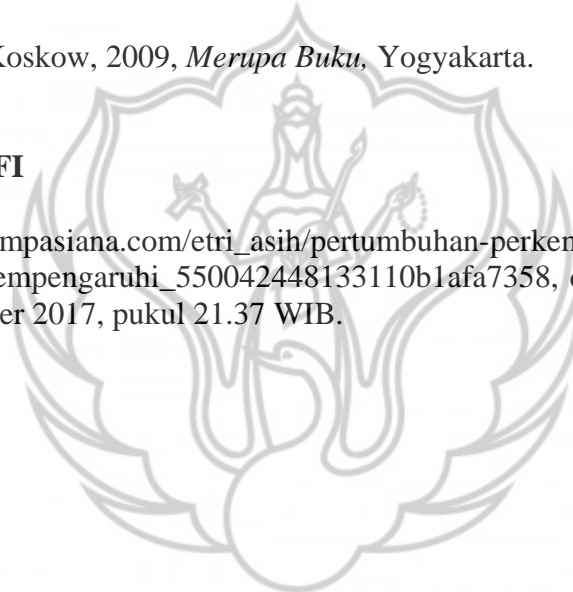 Koskow, 2009, Merupa Buku, Yogyakarta.
FI
mpasiana.com/etri_asih/pertumbuhan-perken
empengaruhi_550042448133110b1afa7358,
er 2017, pukul 21.37 WIB.